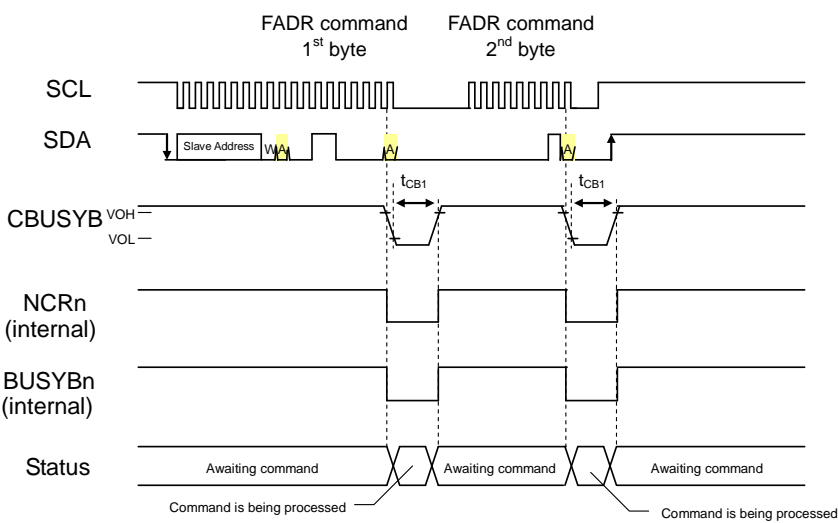 FADR command
1st byte
FADR command
2nd byte
SCL
SDA
Slave Address
W
A
A
A
tCB1
tCB1
CBUSYB
VOH
VOL
NCRn
(internal)
BUSYBn
(internal)
Status
Awaiting command
Awaiting command
Awaiting command
Command is being processed
Command is being processed